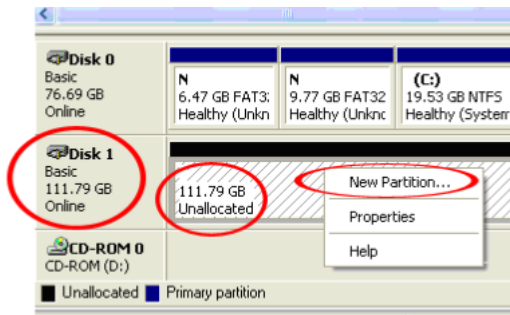 Disk 0
Basic
76.69 GB
Online
N
6.47 GB FAT3:
Healthy (Unkn
N
9.77 GB FAT32
Healthy (Unknc
(C:)
19.53 GB NTFS
Healthy (System
Disk 1
Basic
111.79 GB
Online
111.79 GB
Unallocated
New Partition...
Properties
Help
CD-ROM 0
CD-ROM (D:)
Unallocated Primary partition